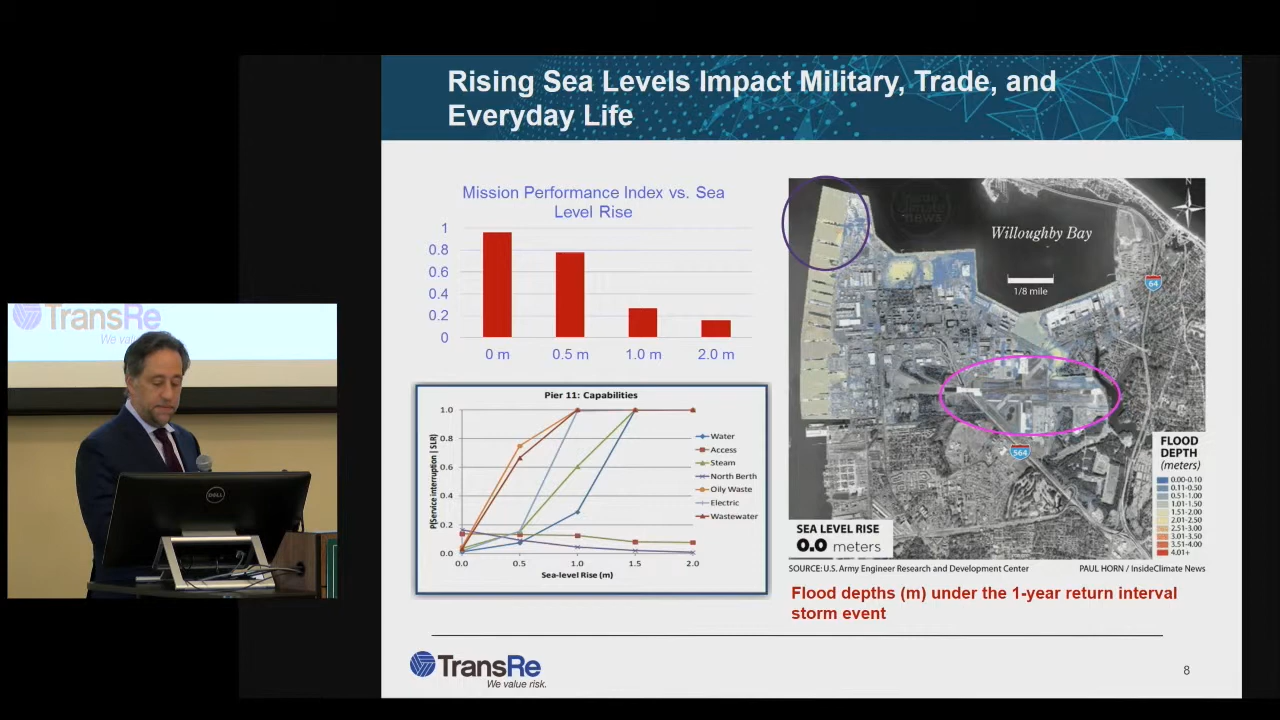 Rising Sea Levels Impact Military, Trade, and
Everyday Life
Mission Performance Index vs. Sea
Level Rise
1
0.8
0.6
0.4
0.2
0
0 m 0.5 m 1.0 m 2.0 m
Pier 11: Capabilities
P(Service interruption | SLR)
1.0
0.8
0.6
0.4
0.2
0.0
0.0 0.5 1.0 1.5 2.0
Sea-level Rise (m)
Water
Access
Steam
North Berth
Oily Waste
Electric
Wastewater
inside
climate
news
N
Willoughby Bay
1/8 mile
64
564
FLOOD
DEPTH
(meters)
0.00-0.10
0.11-0.50
0.51-1.00
1.01-1.50
1.51-2.00
2.01-2.50
2.51-3.00
3.01-3.50
3.51-4.00
4.01+
SEA LEVEL RISE
0.0 meters
SOURCE: U.S. Army Engineer Research and Development Center PAUL HORN / InsideClimate News
Flood depths (m) under the 1-year return interval
storm event
TransRe
We value risk.
8
TransRe
We va
DELL